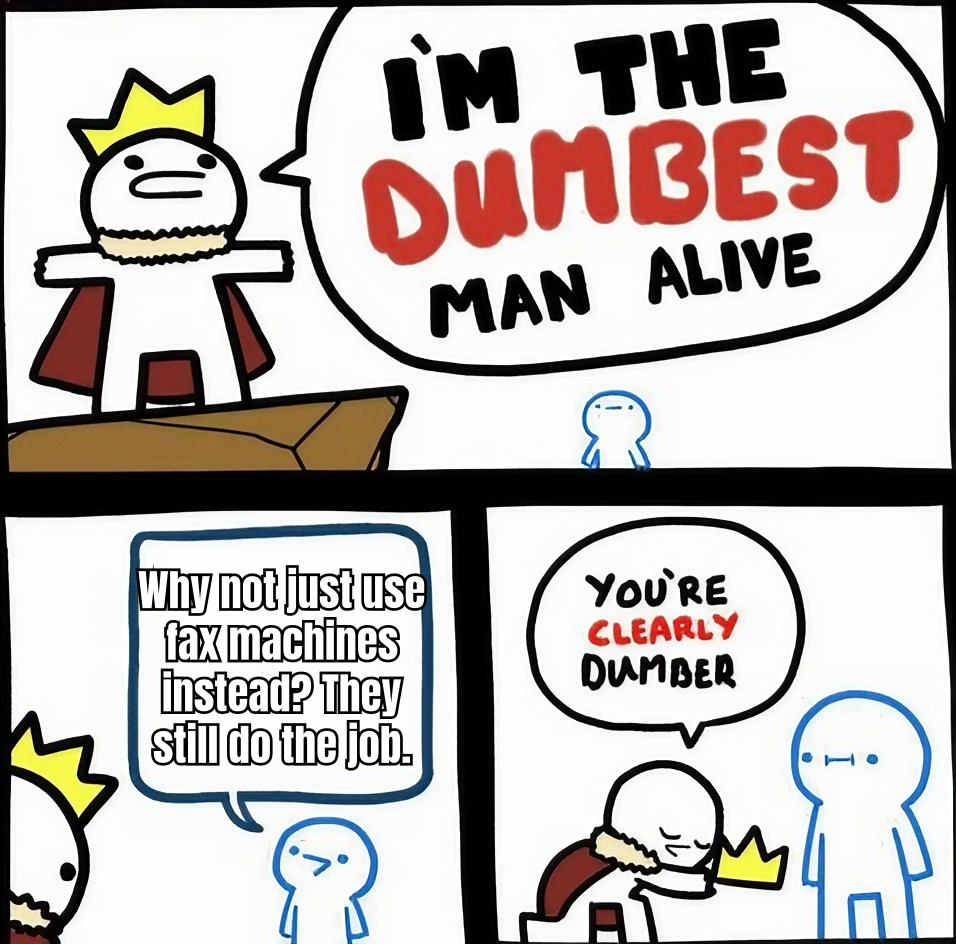 I'M THE
DUMBEST
MAN ALIVE
Why not just use
fax machines
instead? They
still do the job.
YOU'RE
CLEARLY
DUMBER